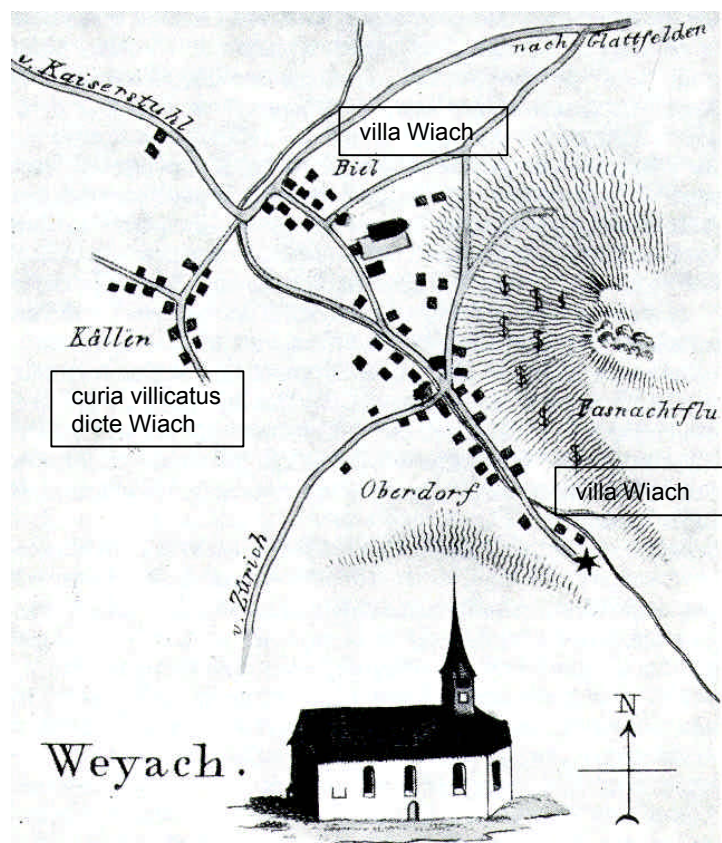 v. Kaiserstuhl
nach Glattfelden
villa Wiach
Biel
Källen
curia villicatus
dicte Wiach
Fasnachtflu
villa Wiach
Oberdorf
v. Zürich
N
Weyach.